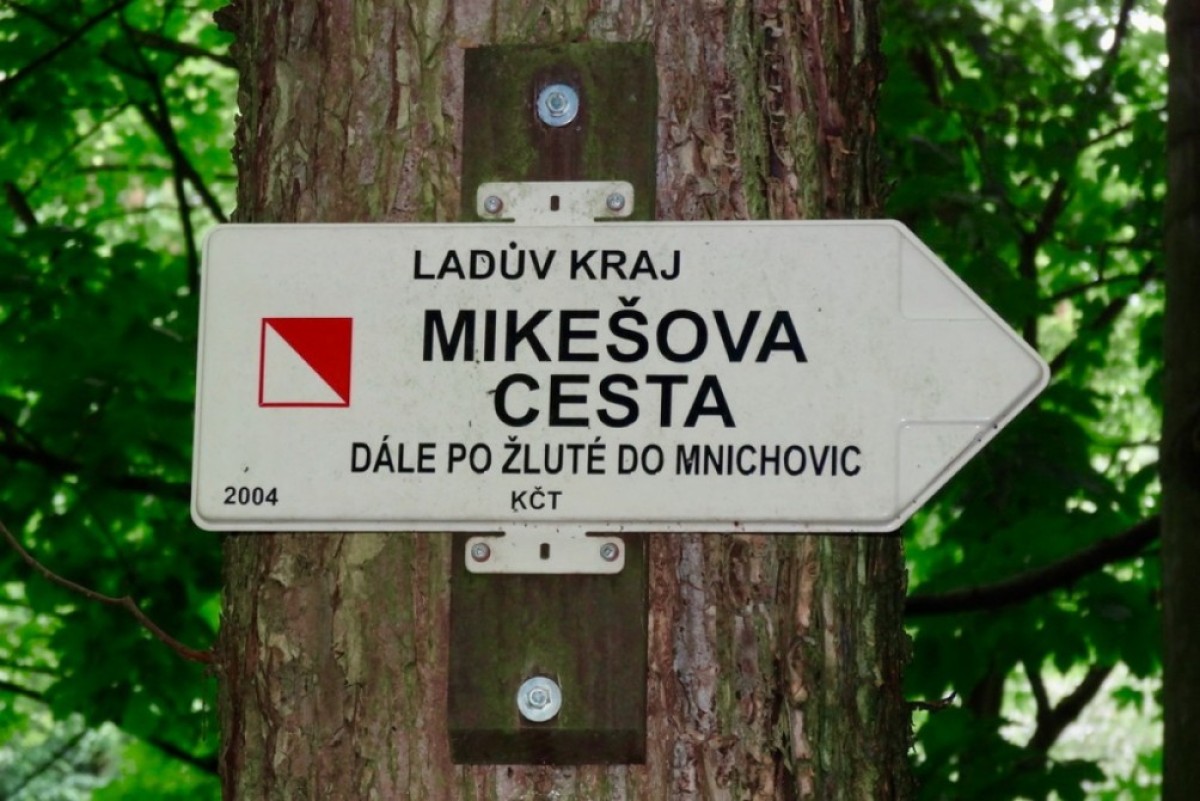 LADŮV KRAJ
MIKEŠOVA
CESTA
DÁLE PO ŽLUTÉ DO MNICHOVIC
2004 KČT